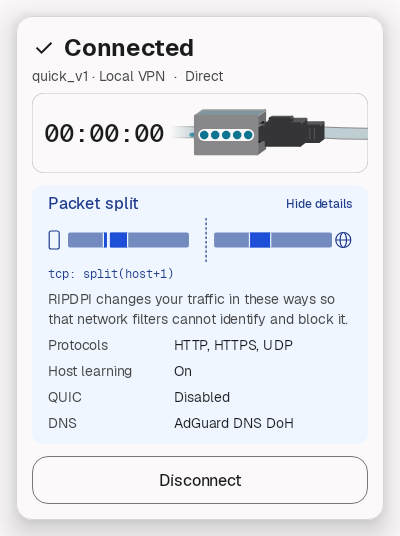 Connected
quick_v1 · Local VPN · Direct
00:00:00
Packet split Hide details
tcp: split(host+1)
RIPDPI changes your traffic in these ways so
that network filters cannot identify and block it.
Protocols HTTP, HTTPS, UDP
Host learning On
QUIC Disabled
DNS AdGuard DNS DoH
Disconnect